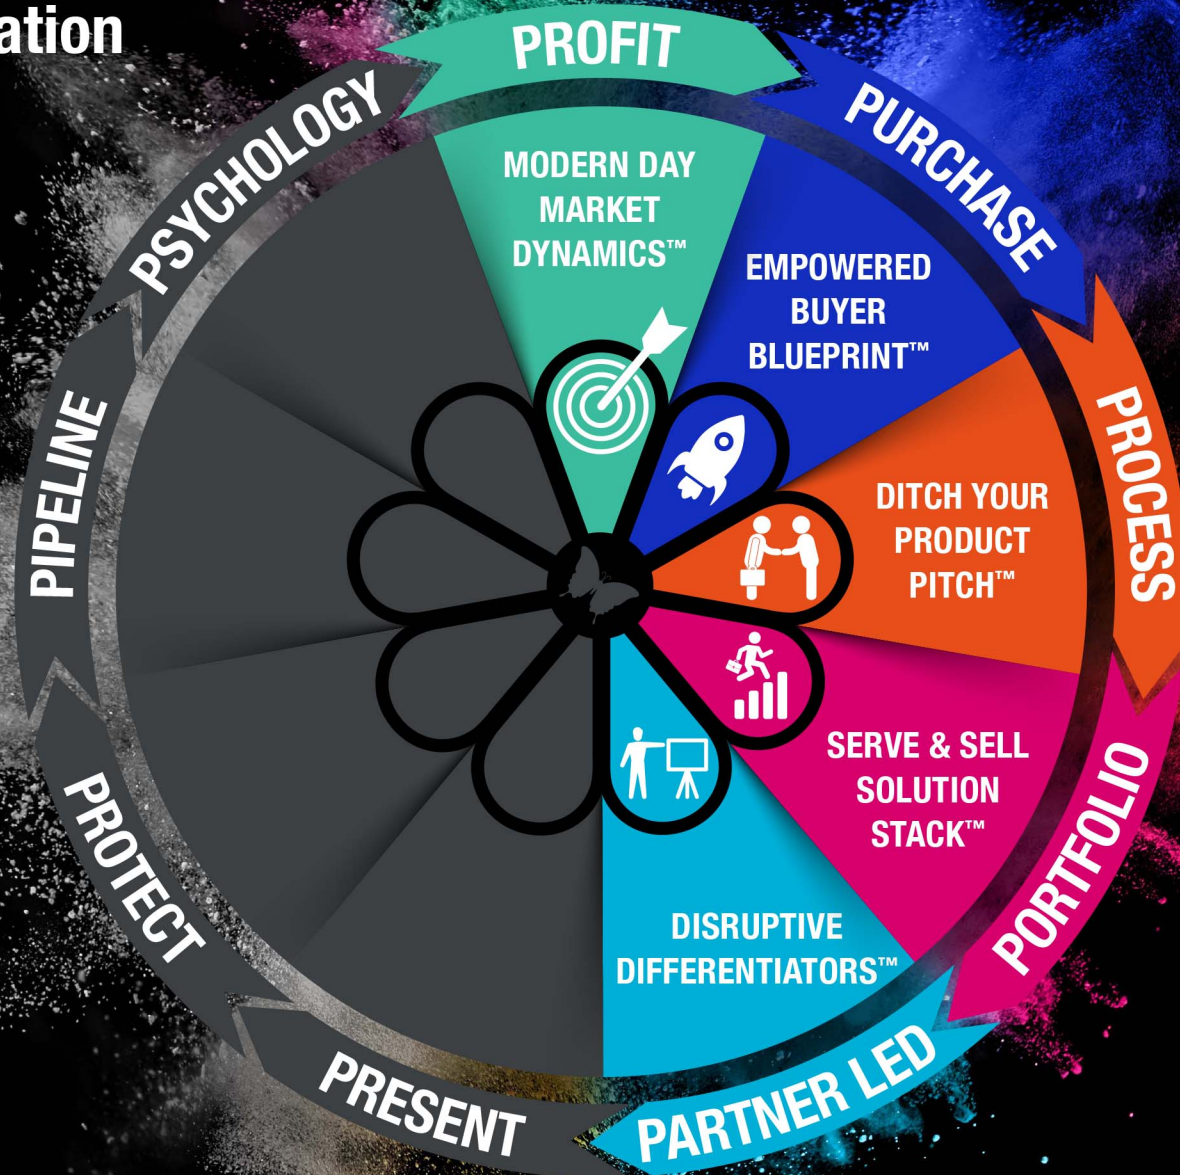 ation
PROFIT
PURCHASE
PROCESS
PORTFOLIO
PARTNER LED
PRESENT
PROTECT
PIPELINE
PSYCHOLOGY
MODERN DAY
MARKET
DYNAMICS™
EMPOWERED
BUYER
BLUEPRINT™
DITCH YOUR
PRODUCT
PITCH™
SERVE & SELL
SOLUTION
STACK™
DISRUPTIVE
DIFFERENTIATORS™